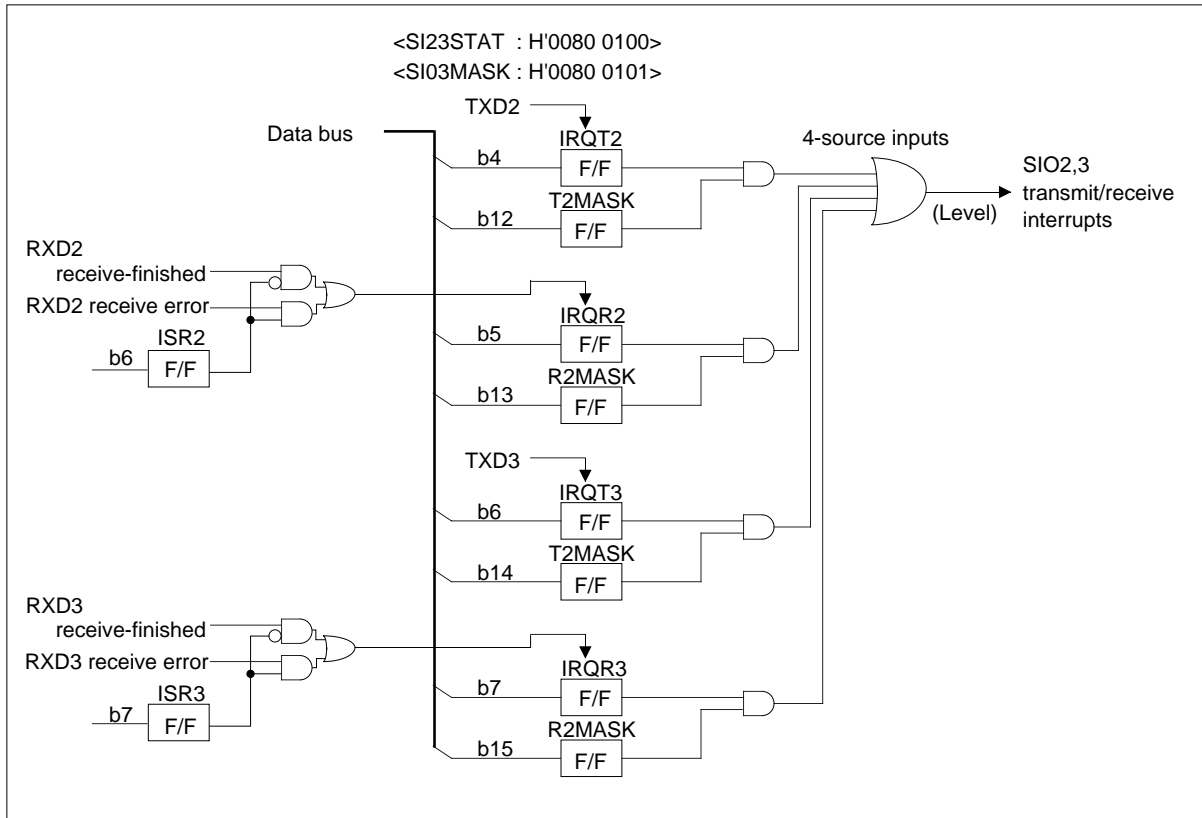 <SI23STAT : H'0080 0100>
<SI03MASK : H'0080 0101>
TXD2
Data bus
IRQT2
4-source inputs
b4
F/F
T2MASK
b12
F/F
(Level)
SIO2,3
transmit/receive
interrupts
RXD2
receive-finished
RXD2 receive error
ISR2
b6
F/F
IRQR2
b5
F/F
R2MASK
b13
F/F
TXD3
IRQT3
b6
F/F
T2MASK
b14
F/F
RXD3
receive-finished
RXD3 receive error
ISR3
b7
F/F
IRQR3
b7
F/F
R2MASK
b15
F/F